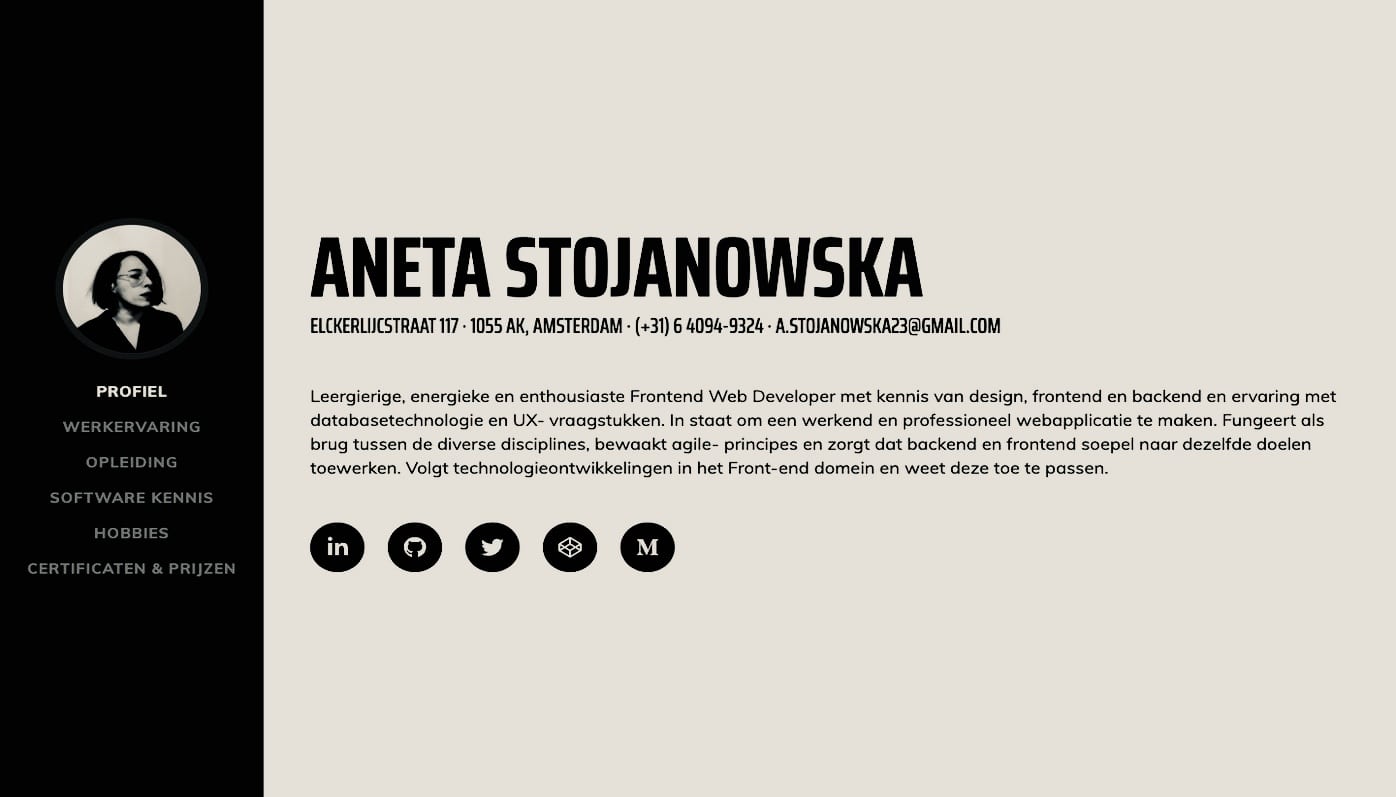 PROFIEL
WERKERVARING
OPLEIDING
SOFTWARE KENNIS
HOBBIES
CERTIFICATEN & PRIJZEN
ANETA STOJANOWSKA
ELCKERLIJCSTRAAT 117 · 1055 AK, AMSTERDAM · (+31) 6 4094-9324 · A.STOJANOWSKA23@GMAIL.COM
Leergierige, energieke en enthousiaste Frontend Web Developer met kennis van design, frontend en backend en ervaring met
databasetechnologie en UX- vraagstukken. In staat om een werkend en professioneel webapplicatie te maken. Fungeert als
brug tussen de diverse disciplines, bewaakt agile- principes en zorgt dat backend en frontend soepel naar dezelfde doelen
toewerken. Volgt technologieontwikkelingen in het Front-end domein en weet deze toe te passen.
in M